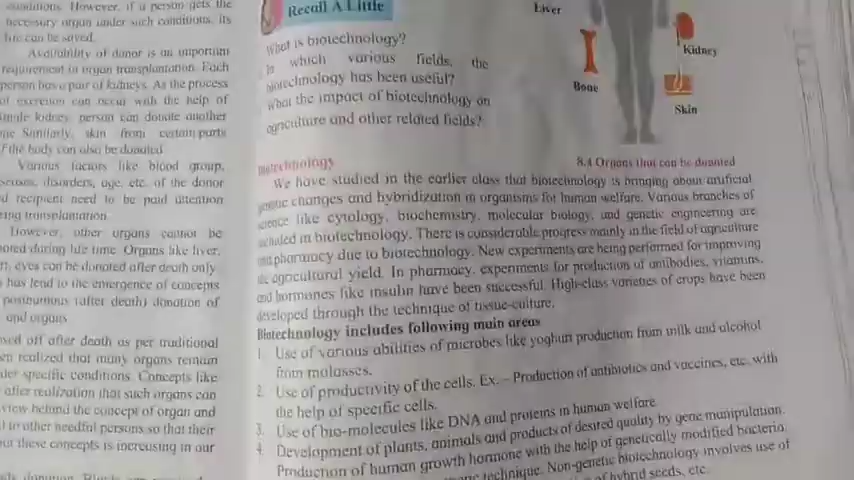 conditions. However, if a person gets the
necessary organ under such conditions, its
life can be saved.
Availability of donor is an important
requirement in organ transplantation. Each
person has a pair of kidneys. As the process
of excretion can occur with the help of
single kidney, person can donate another
Similarly, skin from certain parts
of the body can also be donated
Various factors like blood group,
disorders, age, etc. of the donor
recipient need to be paid attention
transplantation.
However, other organs cannot be
during life time. Organs like liver,
eyes can be donated after death only
has lead to the emergence of concepts
posthumous (after death) donation of
and organs
off after death as per traditional
realized that many organs remain
specific conditions. Concepts like
after realization that such organs can
view behind the concept of organ and
to other needful persons so that their
these concepts is increasing in our
Recall A Little
What is biotechnology?
In which various fields, the
biotechnology has been useful?
What the impact of biotechnology on
agriculture and other related fields?
Liver
Kidney
Bone
Skin
8.4 Organs that can be donated
Biotechnology
We have studied in the earlier class that biotechnology is bringing about artificial
genetic changes and hybridization in organisms for human welfare. Various branches of
science like cytology, biochemistry, molecular biology, and genetic engineering are
included in biotechnology. There is considerable progress mainly in the field of agriculture
and pharmacy due to biotechnology. New experiments are being performed for improving
the agricultural yield. In pharmacy, experiments for production of antibodies, vitamins,
and hormones like insulin have been successful. High-class varieties of crops have been
developed through the technique of tissue-culture.
Biotechnology includes following main areas
1. Use of various abilities of microbes like yoghurt production from milk and alcohol
from molasses.
2. Use of productivity of the cells. Ex. – Production of antibiotics and vaccines, etc. with
the help of specific cells.
3. Use of bio-molecules like DNA and proteins in human welfare.
4. Development of plants, animals and products of desired quality by gene manipulation.
Production of human growth hormone with the help of genetically modified bacteria.
technique. Non-genetic biotechnology involves use of
of hybrid seeds, etc.